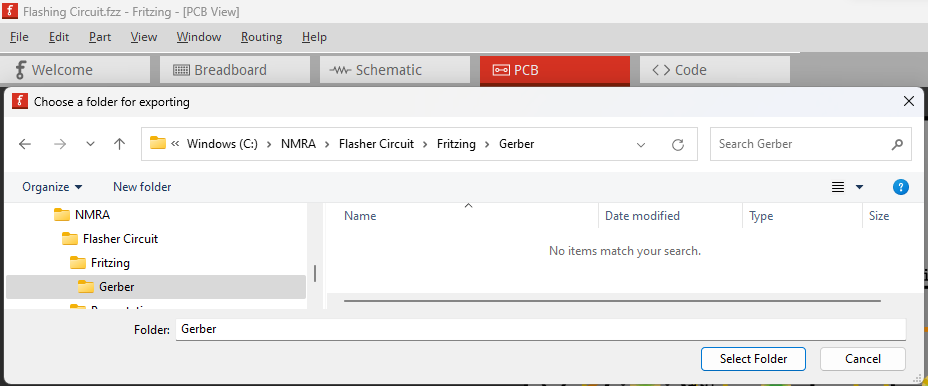 Flashing Circuit.fzz - Fritzing - [PCB View]
File Edit Part View Window Routing Help
Welcome Breadboard Schematic PCB Code
Choose a folder for exporting
Windows (C:) NMRA Flasher Circuit Fritzing Gerber Search Gerber
Organize New folder
NMRA Name Date modified Type Size
Flasher Circuit
No items match your search.
Fritzing
Gerber
Folder: Gerber
Select Folder Cancel